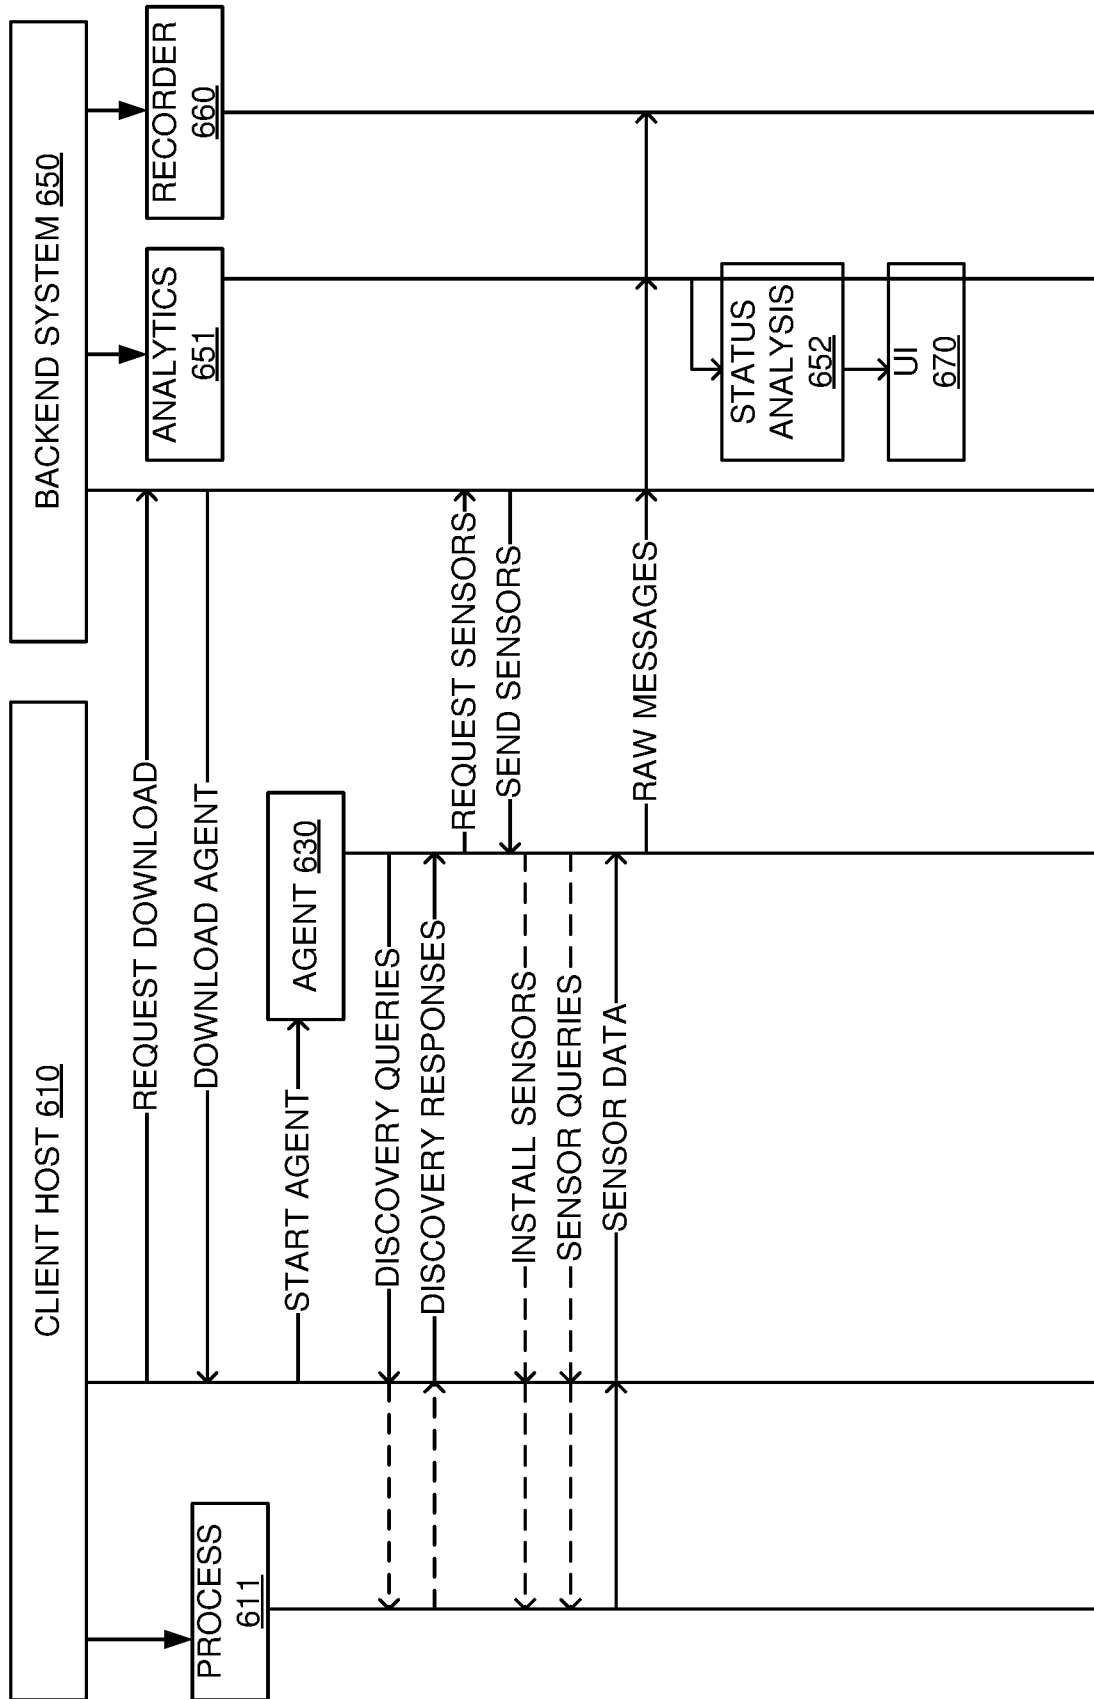 CLIENT HOST 610
BACKEND SYSTEM 650
PROCESS
611
ANALYTICS
651
RECORDER
660
REQUEST DOWNLOAD
DOWNLOAD AGENT
START AGENT
AGENT 630
DISCOVERY QUERIES
DISCOVERY RESPONSES
REQUEST SENSORS
SEND SENSORS
INSTALL SENSORS
SENSOR QUERIES
SENSOR DATA
RAW MESSAGES
STATUS
ANALYSIS
652
UI
670